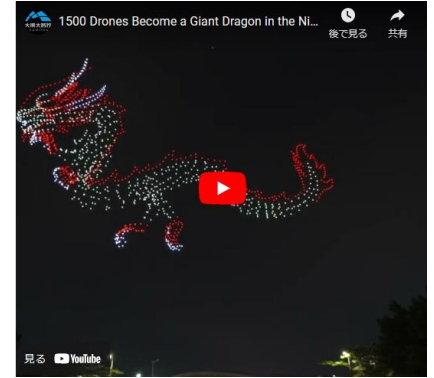 1500 Drones Become a Giant Dragon in the Ni...
後で見る
共有
見る YouTube